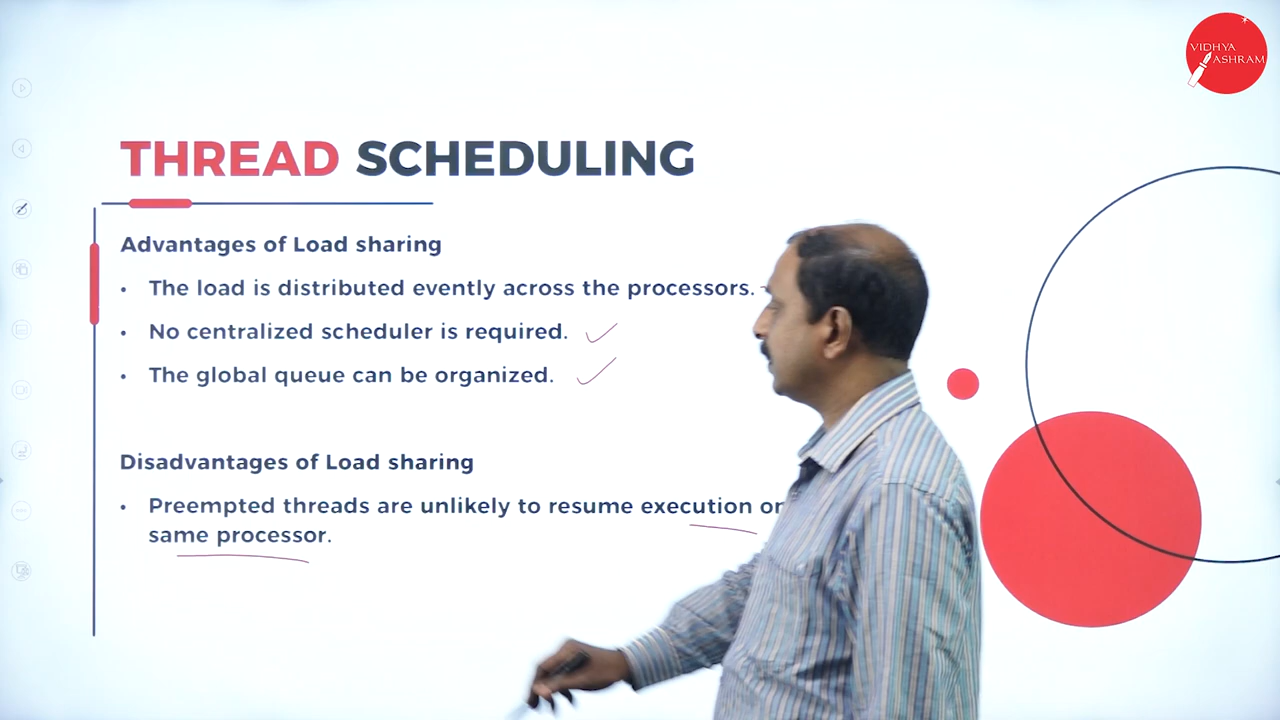 VIDHYA
ASHRAM
THREAD SCHEDULING
Advantages of Load sharing
• The load is distributed evently across the processors.
• No centralized scheduler is required.
• The global queue can be organized.
Disadvantages of Load sharing
• Preempted threads are unlikely to resume execution
same processor.